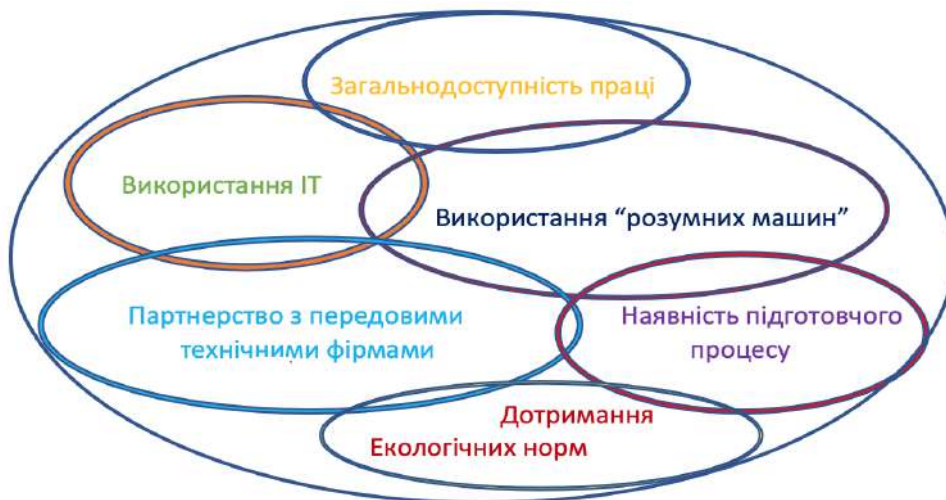 Загальнодоступність праці
Використання ІТ
Використання “розумних машин”
Партнерство з передовими
технічними фірмами
Наявність підготовчого
процесу
Дотримання
Екологічних норм